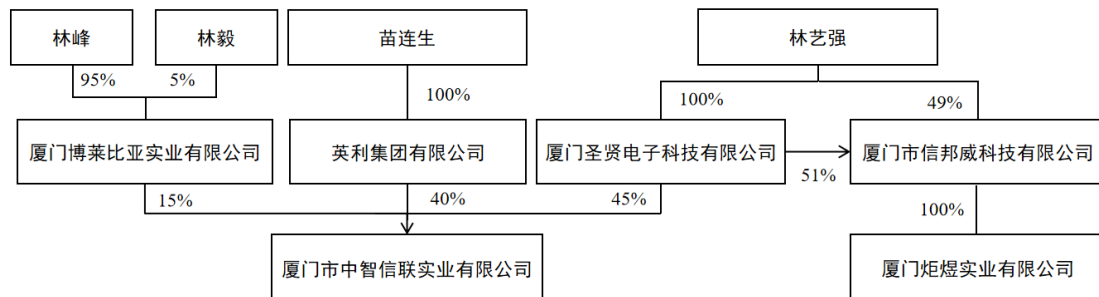 林峰
林毅
苗连生
林艺强
95%
5%
100%
100%
49%
厦门博莱比亚实业有限公司
英利集团有限公司
厦门圣贤电子科技有限公司
厦门市信邦威科技有限公司
51%
15%
40%
45%
100%
厦门市中智信联实业有限公司
厦门炬煜实业有限公司